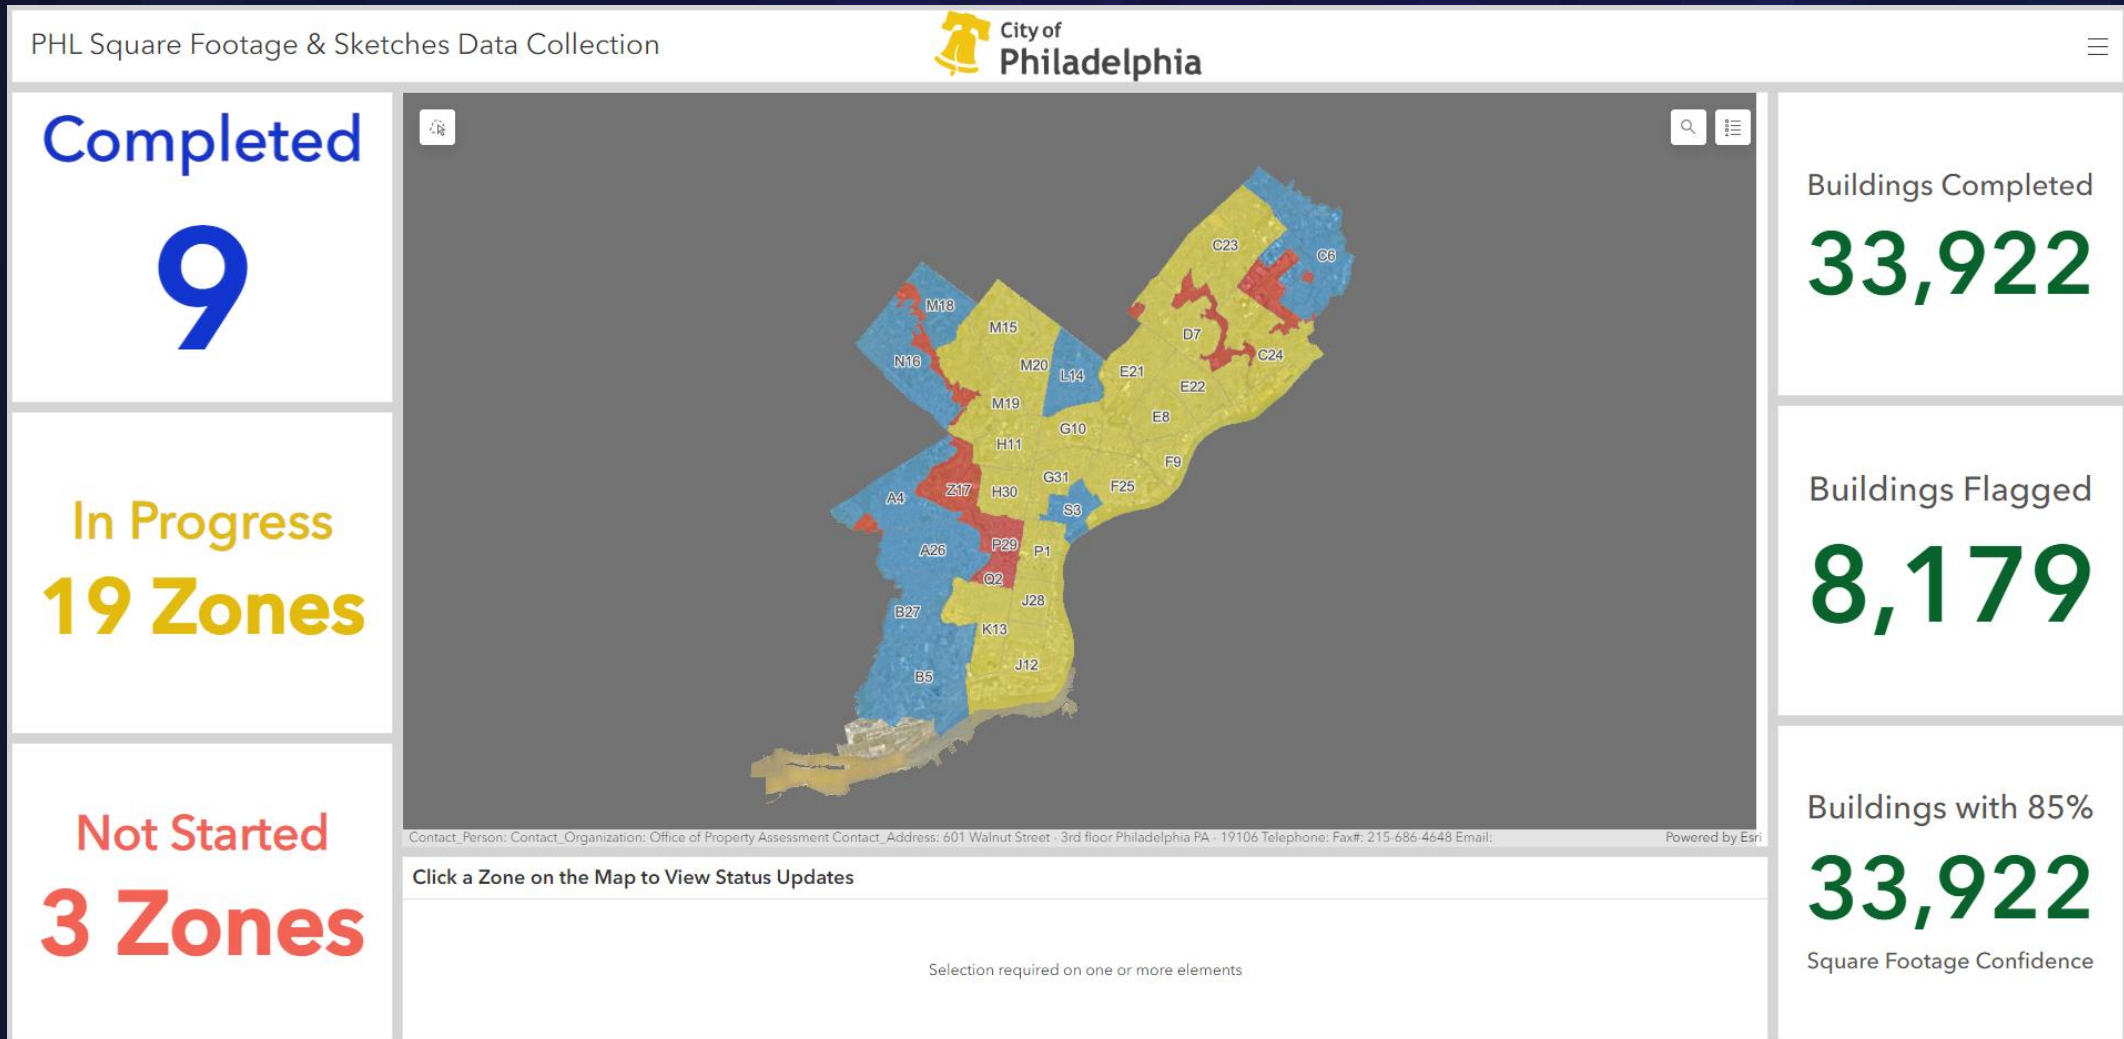 PHL Square Footage & Sketches Data Collection
City of
Philadelphia
Completed
9
In Progress
19 Zones
Not Started
3 Zones
C23
C6
M18
M15
D7
N16
M20
L14
E21
C24
E22
M19
E8
G10
H11
F9
G31
F25
A4
Z17
H30
S3
A26
P29
P1
Q2
J28
B27
K13
J12
B5
Contact_Person: Contact_Organization: Office of Property Assessment Contact_Address: 601 Walnut Street - 3rd floor Philadelphia PA - 19106 Telephone: Fax#: 215-686-4648 Email:
Powered by Esri
Click a Zone on the Map to View Status Updates
Selection required on one or more elements
Buildings Completed
33,922
Buildings Flagged
8,179
Buildings with 85%
33,922
Square Footage Confidence